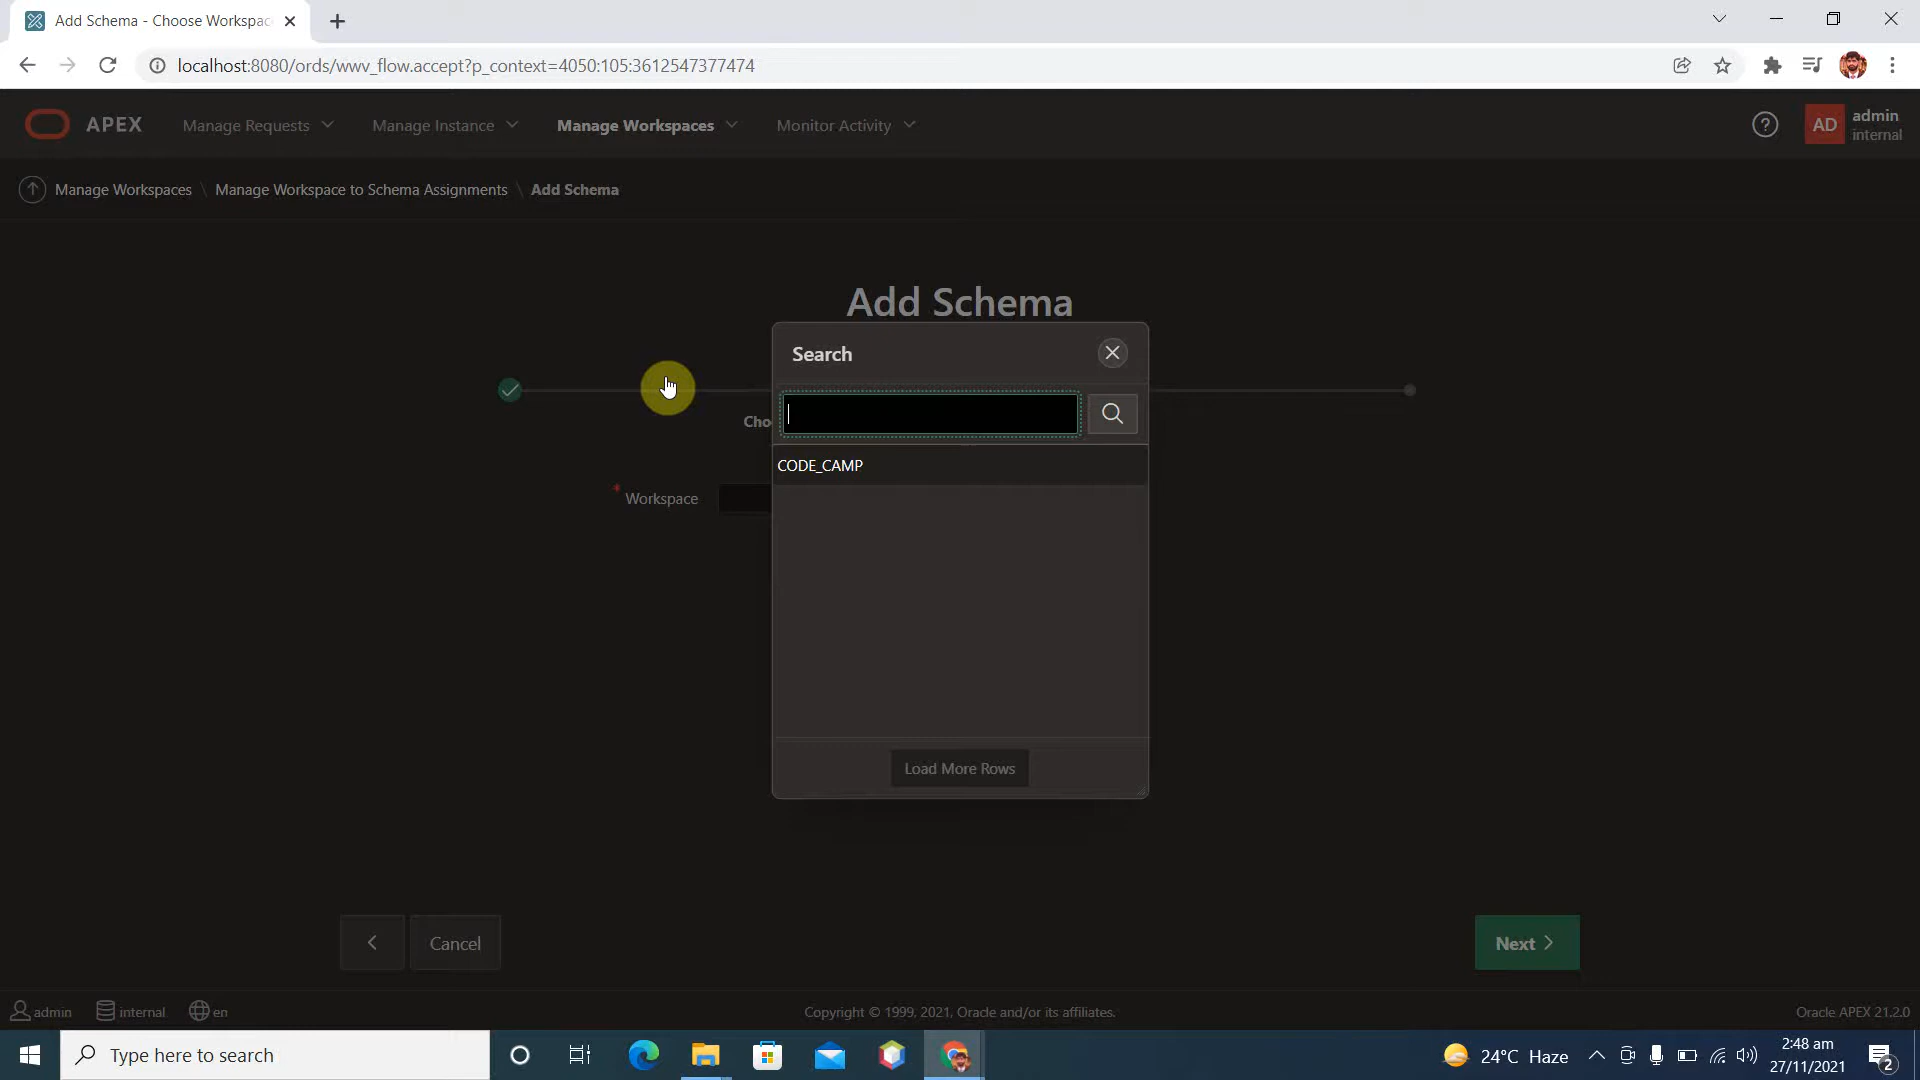 Add Schema - Choose Workspac
localhost:8080/ords/wwv_flow.accept?p_context=4050:105:3612547377474
APEX Manage Requests Manage Instance Manage Workspaces Monitor Activity
AD admin internal
Manage Workspaces \ Manage Workspace to Schema Assignments \ Add Schema
Add Schema
Search
Cho
CODE_CAMP
* Workspace
Load More Rows
Cancel
Next
admin internal en
Copyright © 1999, 2021, Oracle and/or its affiliates.
Oracle APEX 21.2.0
Type here to search
24°C Haze
2:48 am
27/11/2021
2